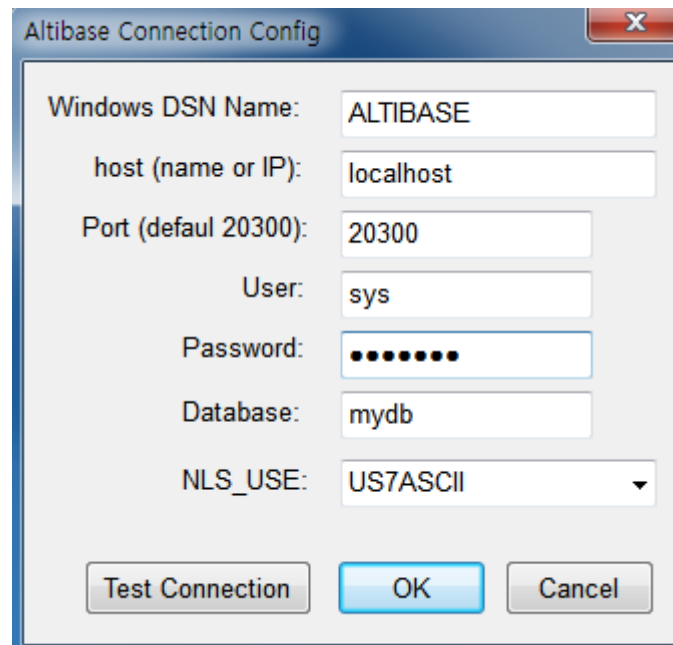 Altibase Connection Config
Windows DSN Name: ALTIBASE
host (name or IP): localhost
Port (defaul 20300): 20300
User: sys
Password: •••••••
Database: mydb
NLS_USE: US7ASCII
Test Connection OK Cancel